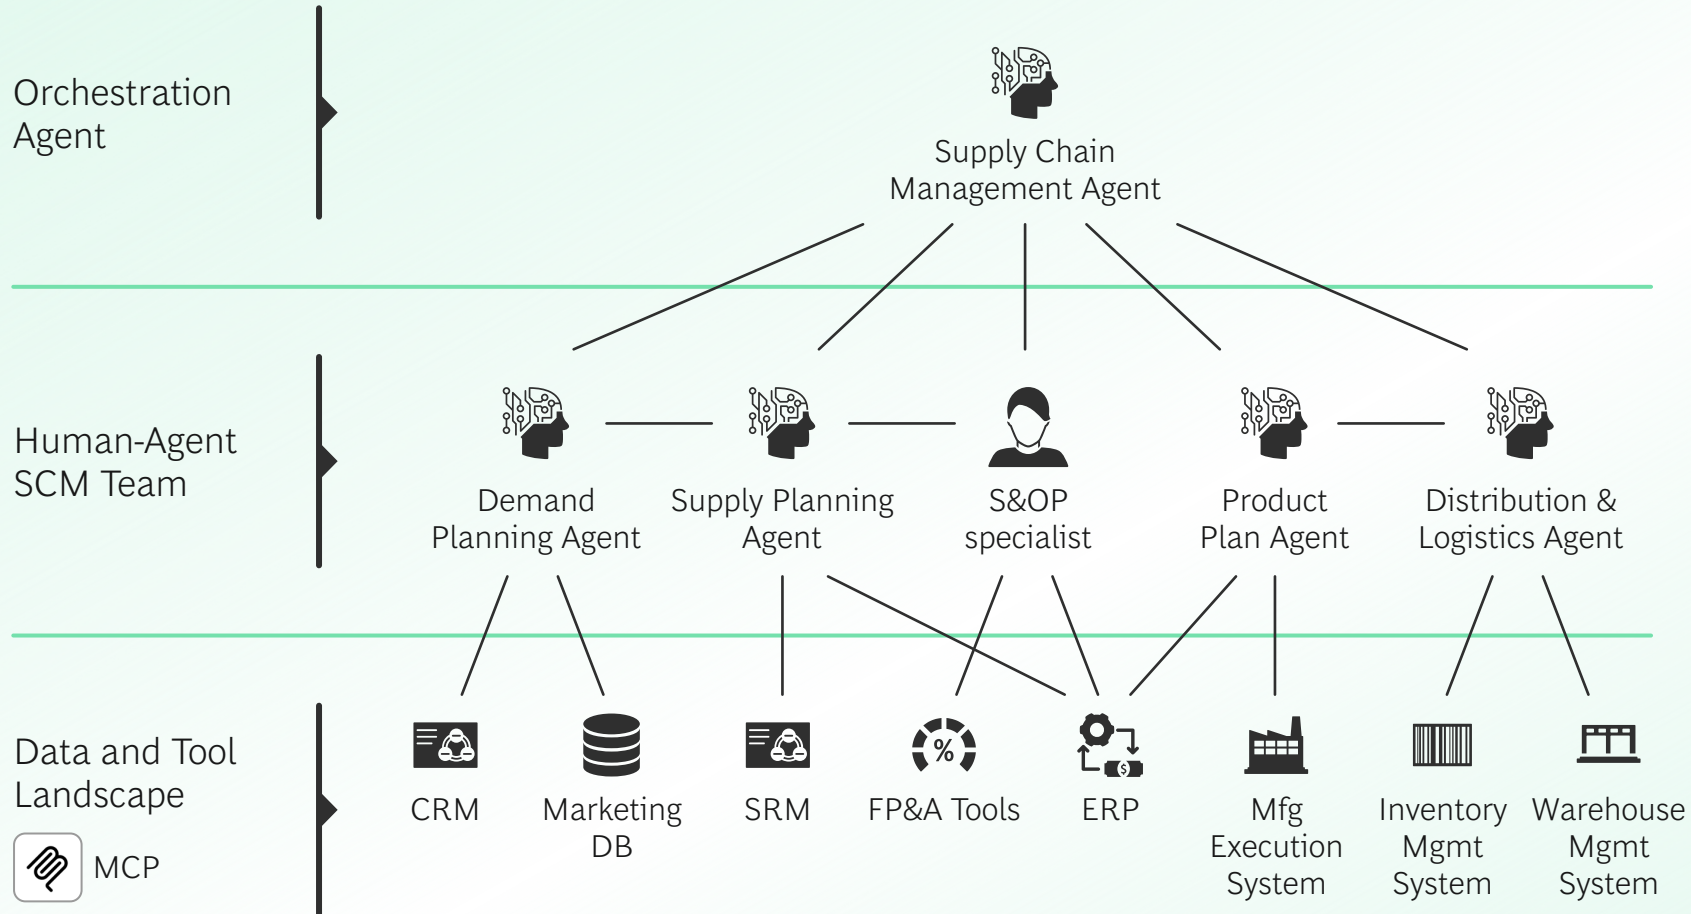 Orchestration
Agent
Supply Chain
Management Agent
Human-Agent
SCM Team
Demand
Planning Agent
Supply Planning
Agent
S&OP
specialist
Product
Plan Agent
Distribution &
Logistics Agent
Data and Tool
Landscape
MCP
CRM
Marketing
DB
SRM
%
FP&A Tools
$
ERP
Mfg
Execution
System
Inventory
Mgmt
System
Warehouse
Mgmt
System